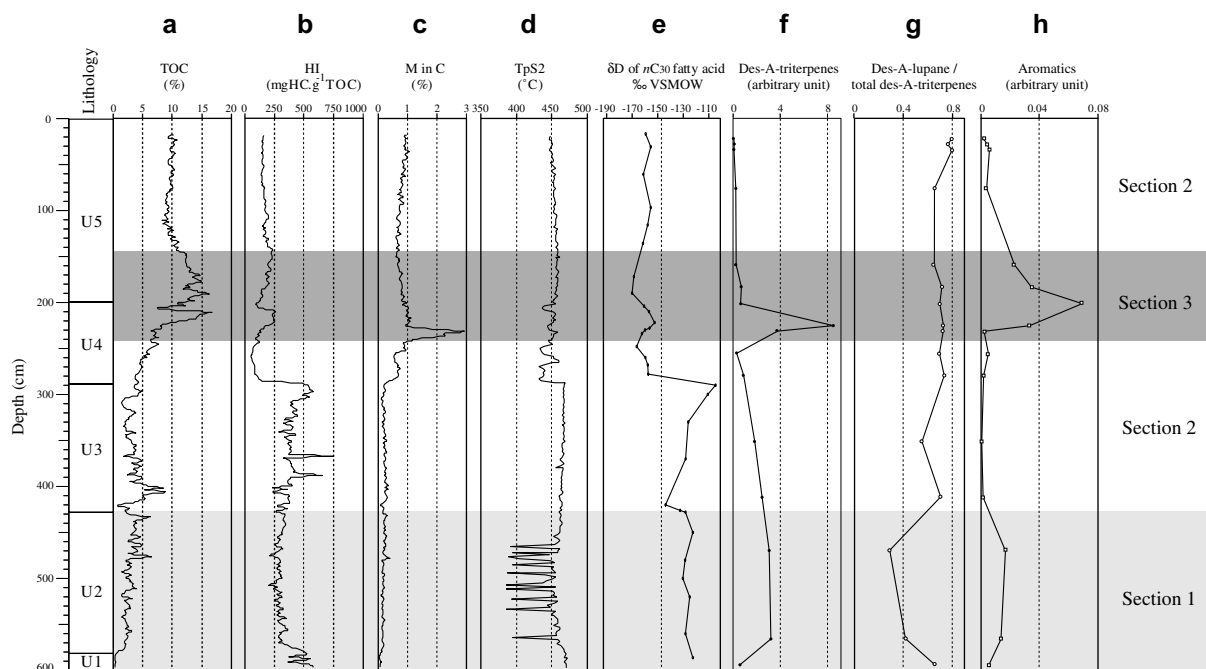 a b c d e f g h
Lithology
TOC
(%)
HI
(mgHC.g-1TOC)
M in C
(%)
TpS2
(°C)
δD of nC30 fatty acid
‰ VSMOW
Des-A-triterpenes
(arbitrary unit)
Des-A-lupane /
total des-A-triterpenes
Aromatics
(arbitrary unit)
0 5 10 15 20
0 250 500 750 1000
0 1 2 3
350 400 450 500
-190 -170 -150 -130 -110
0 4 8
0 0.4 0.8
0 0.04 0.08
Depth (cm)
0
100
200
300
400
500
600
U5
U4
U3
U2
U1
Section 2
Section 3
Section 2
Section 1